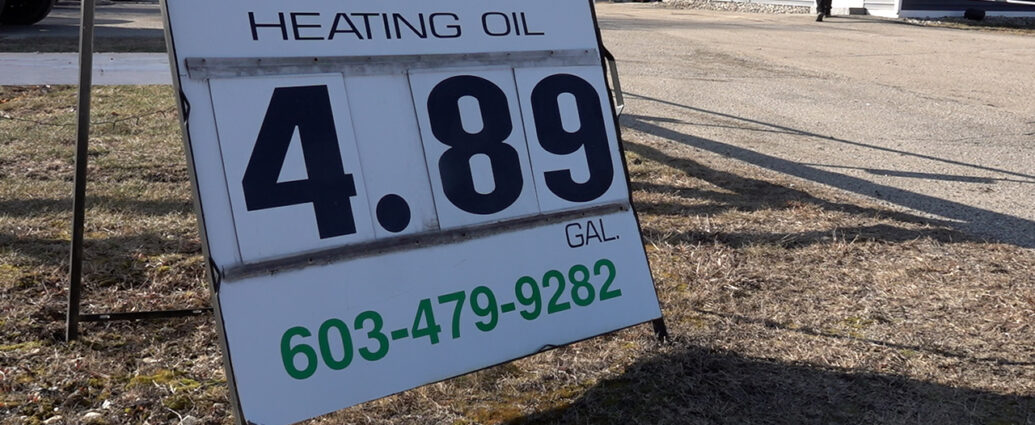 HEATING OIL
4.89
GAL.
603-479-9282